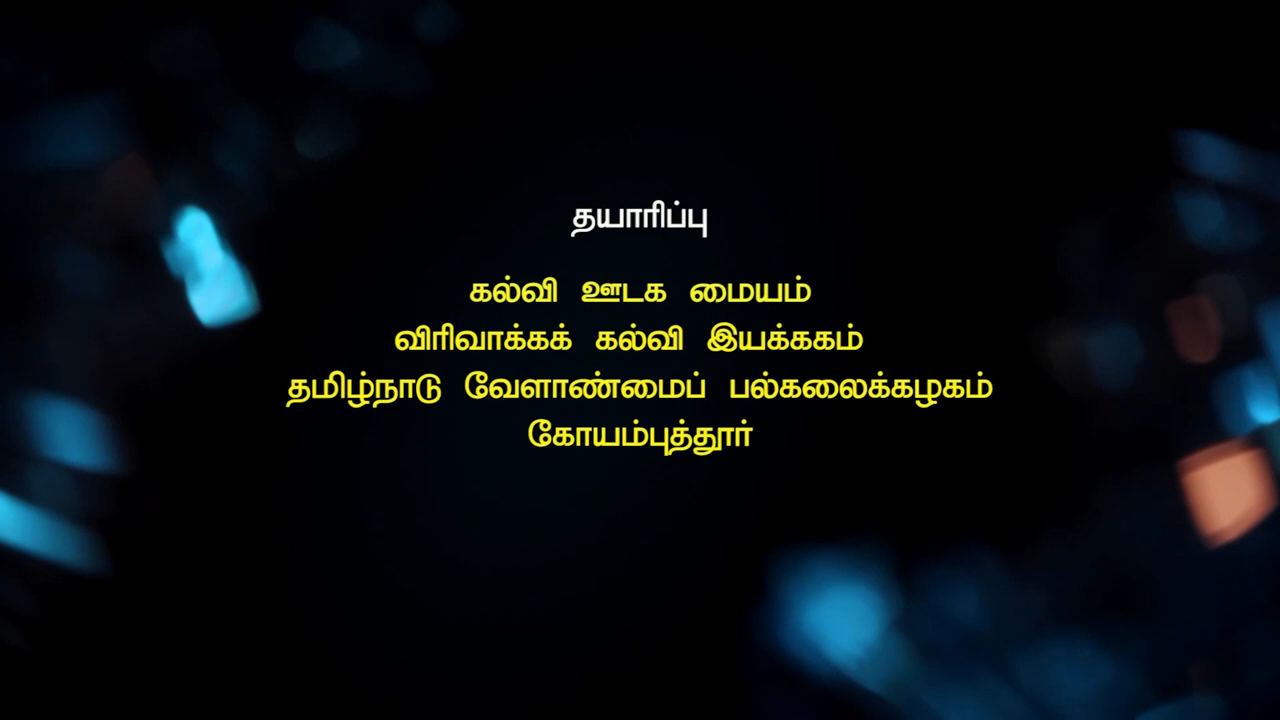 தயாரிப்பு
கல்வி ஊடக மையம்
விரிவாக்கக் கல்வி இயக்ககம்
தமிழ்நாடு வேளாண்மைப் பல்கலைக்கழகம்
கோயம்புத்தூர்